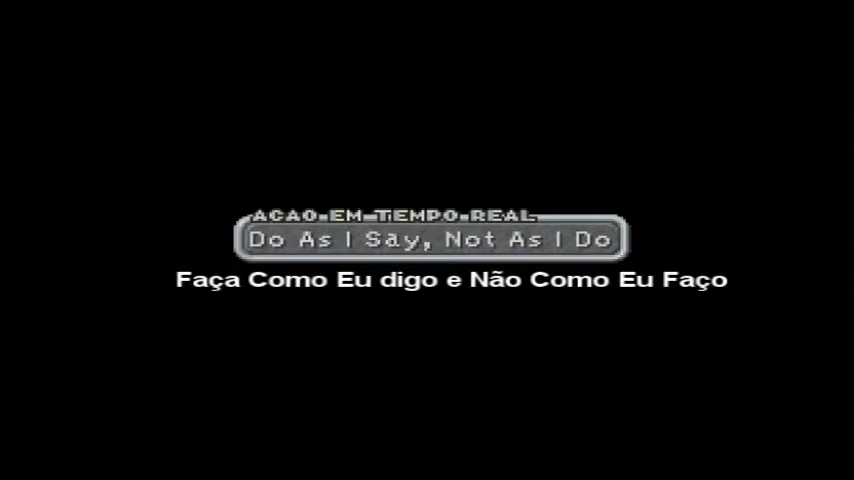 ACAO EM TEMPO REAL
Do As I Say, Not As I Do
Faça Como Eu digo e Não Como Eu Faço